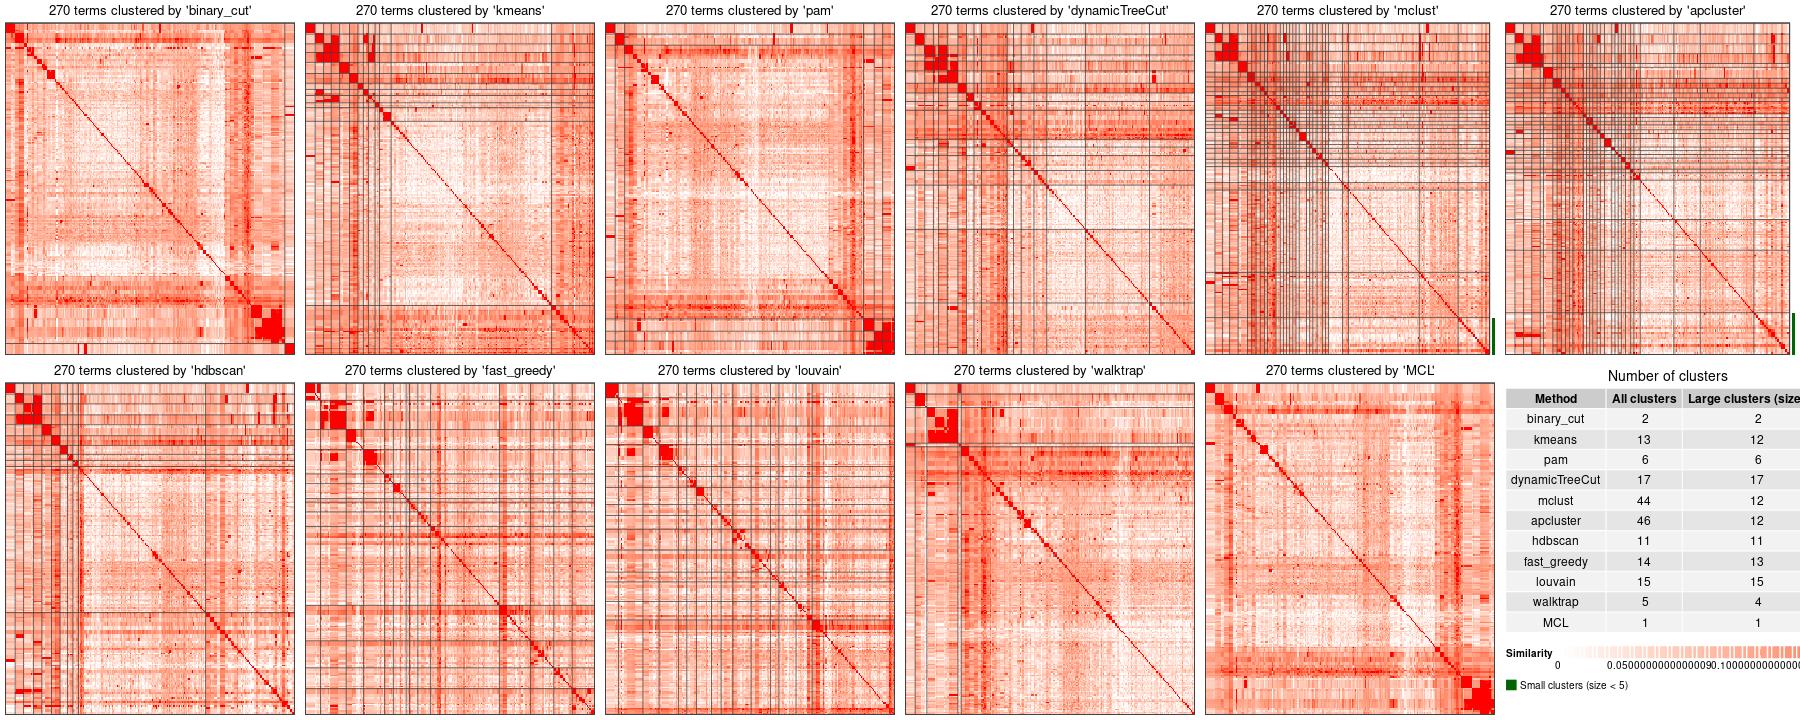 270 terms clustered by 'binary_cut'
270 terms clustered by 'kmeans'
270 terms clustered by 'pam'
270 terms clustered by 'dynamicTreeCut'
270 terms clustered by 'mclust'
270 terms clustered by 'apcluster'
270 terms clustered by 'hdbscan'
270 terms clustered by 'fast_greedy'
270 terms clustered by 'louvain'
270 terms clustered by 'walktrap'
270 terms clustered by 'MCL'
Number of clusters
Method All clusters Large clusters (size
binary_cut 2 2
kmeans 13 12
pam 6 6
dynamicTreeCut 17 17
mclust 44 12
apcluster 46 12
hdbscan 11 11
fast_greedy 14 13
louvain 15 15
walktrap 5 4
MCL 1 1
Similarity
0
Small clusters (size < 5)